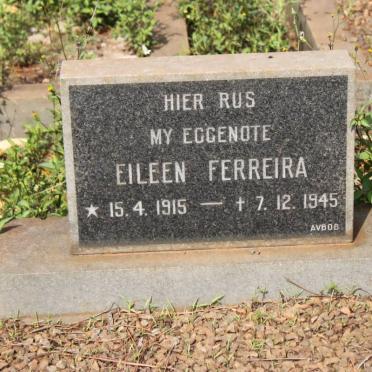 HIER RUS
MY EGGENOTE
EILEEN FERREIRA
★ 15.4.1915 — ✝ 7.12.1945
AVBOB